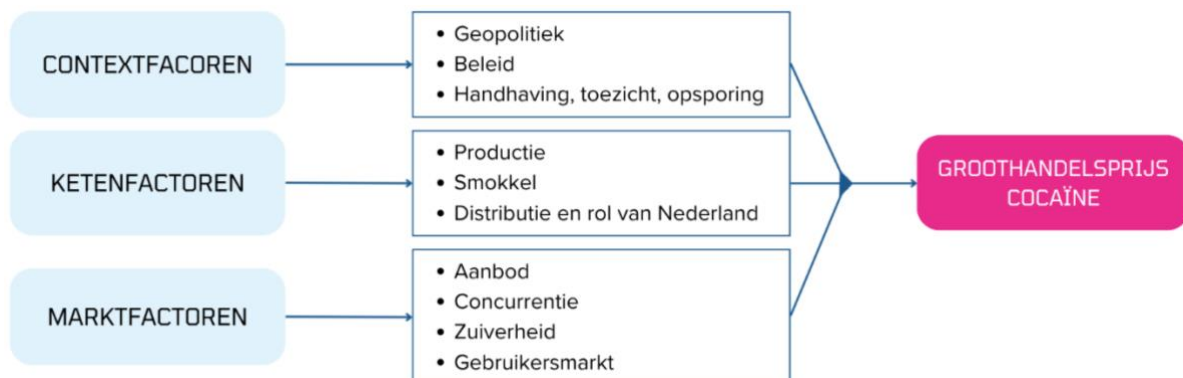 CONTEXTFACOREN
• Geopolitiek
• Beleid
• Handhaving, toezicht, opsporing
KETENFACTOREN
• Productie
• Smokkel
• Distributie en rol van Nederland
MARKTFACTOREN
• Aanbod
• Concurrentie
• Zuiverheid
• Gebruikersmarkt
GROOTHANDELSPRIJS
COCAÏNE